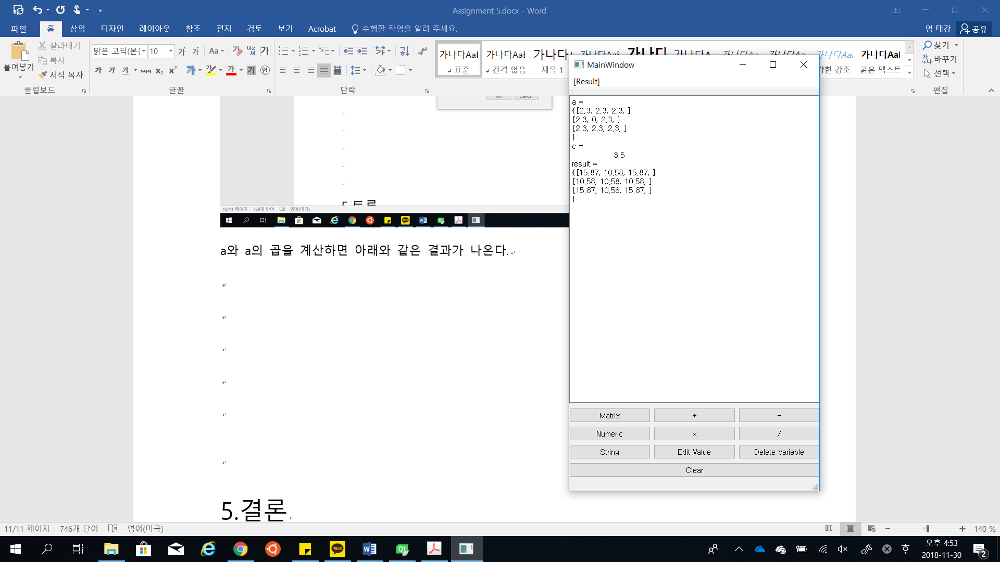 Assignment 5.docx - Word
파일 홈 삽입 디자인 레이아웃 참조 편지 검토 보기 Acrobat 수행할 작업을 알려 주세요. 엄 태강 공유
붙여넣기
잘라내기
복사
서식 복사
클립보드
맑은 고딕(본 10
글꼴
단락
가나다AaB 표준
가나다AaB 간격 없음
가나다 제목 1
강한 강조
가나다AaB 굵은 텍스트
찾기
바꾸기
선택
편집
MainWindow
[Result]
a =
{[2.3, 2.3, 2.3, ]
[2.3, 0, 2.3, ]
[2.3, 2.3, 2.3, ]
}
c =
3.5
result =
{[15.87, 10.58, 15.87, ]
[10.58, 10.58, 10.58, ]
[15.87, 10.58, 15.87, ]
}
Matrix + -
Numeric x /
String Edit Value Delete Variable
Clear
OK Cancel
10/11 페이지 739개 단어 영어(미국)
a와 a의 곱을 계산하면 아래와 같은 결과가 나온다.
5.결론
11/11 페이지 746개 단어 영어(미국) 140 %
오후 4:53
2018-11-30
2